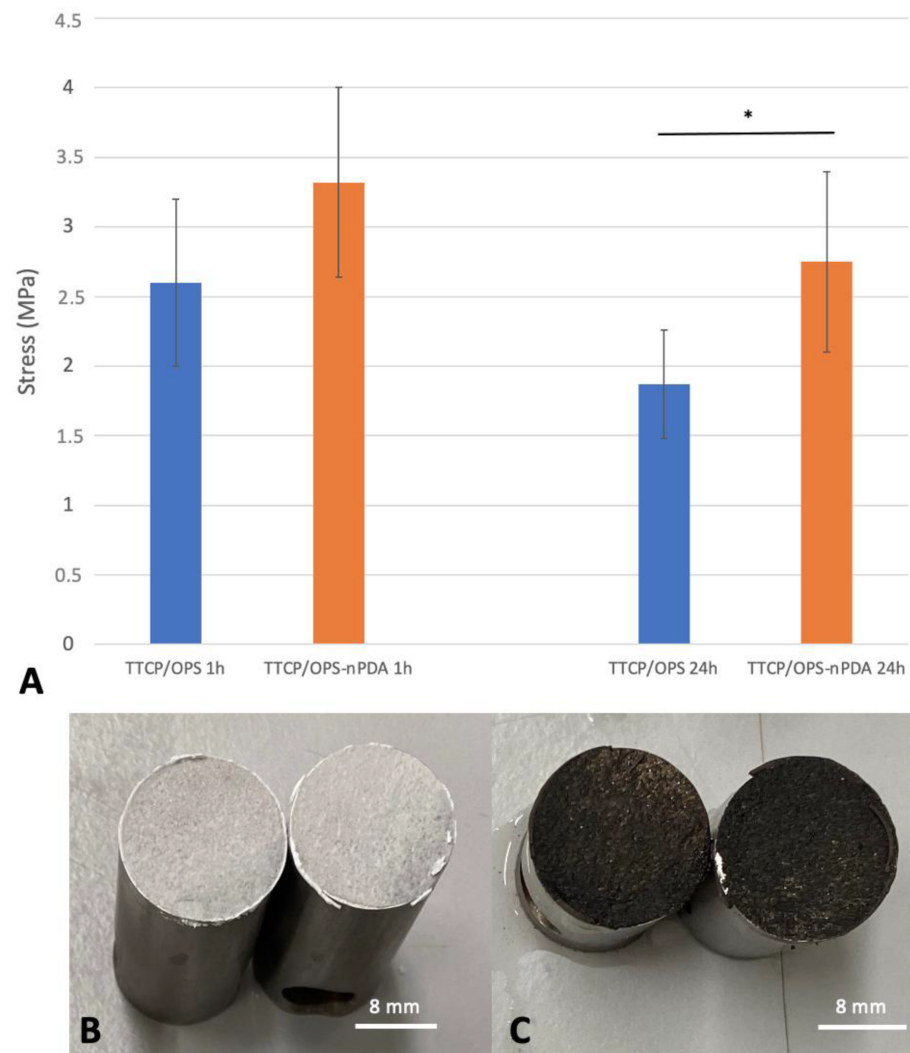 4.5
4
3.5
3
2.5
2
1.5
1
0.5
0
Stress (MPa)
*
TTCP/OPS 1h TTCP/OPS-nPDA 1h TTCP/OPS 24h TTCP/OPS-nPDA 24h
A
B 8 mm
C 8 mm